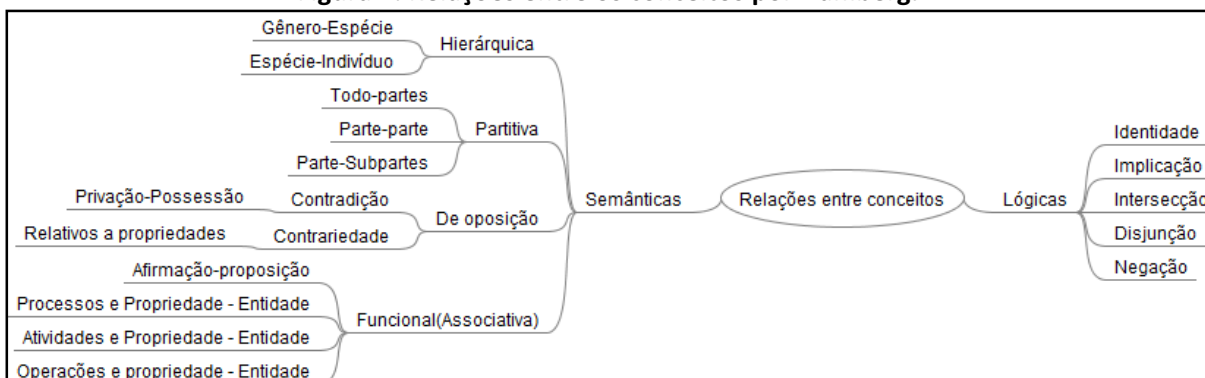 Gênero-Espécie
Espécie-Indivíduo
Hierárquica
Todo-partes
Parte-parte
Parte-Subpartes
Partitiva
Privação-Possessão
Contradição
Relativos a propriedades
Contrariedade
De oposição
Afirmação-proposição
Processos e Propriedade - Entidade
Atividades e Propriedade - Entidade
Operações e propriedade - Entidade
Funcional(Associativa)
Semânticas
Relações entre conceitos
Lógicas
Identidade
Implicação
Intersecção
Disjunção
Negação